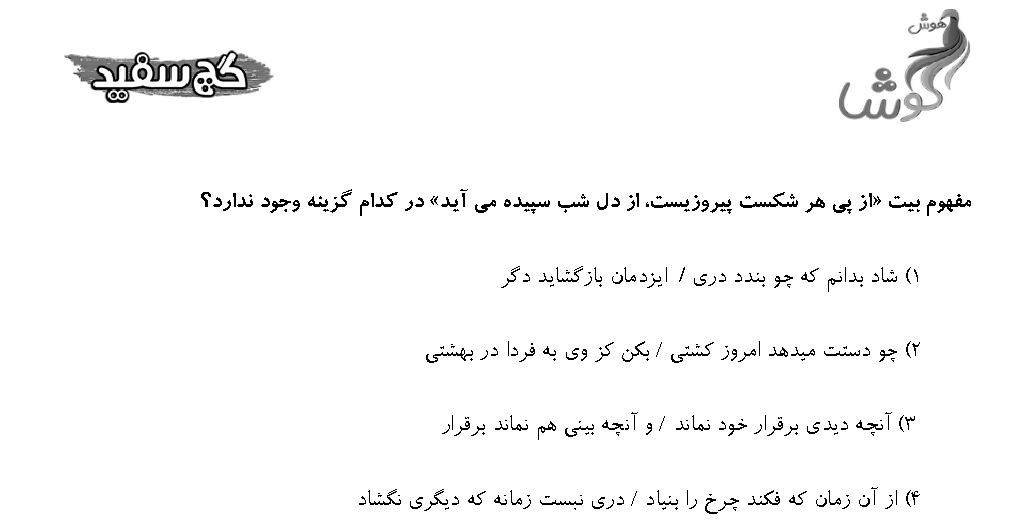 هوش
گوشا
گچ سفید
مفهوم بیت «از پی هر شکست پیروزیست، از دل شب سپیده می آید» در کدام گزینه وجود ندارد؟
۱) شاد بدانم که چو بندد دری / ایزدمان بازگشاید دگر
۲) چو دستت میدهد امروز کشتی / بکن کز وی به فردا در بهشتی
۳) آنچه دیدی برقرار خود نماند / و آنچه بینی هم نماند برقرار
۴) از آن زمان که فکند چرخ را بنیاد / دری نبست زمانه که دیگری نگشاد